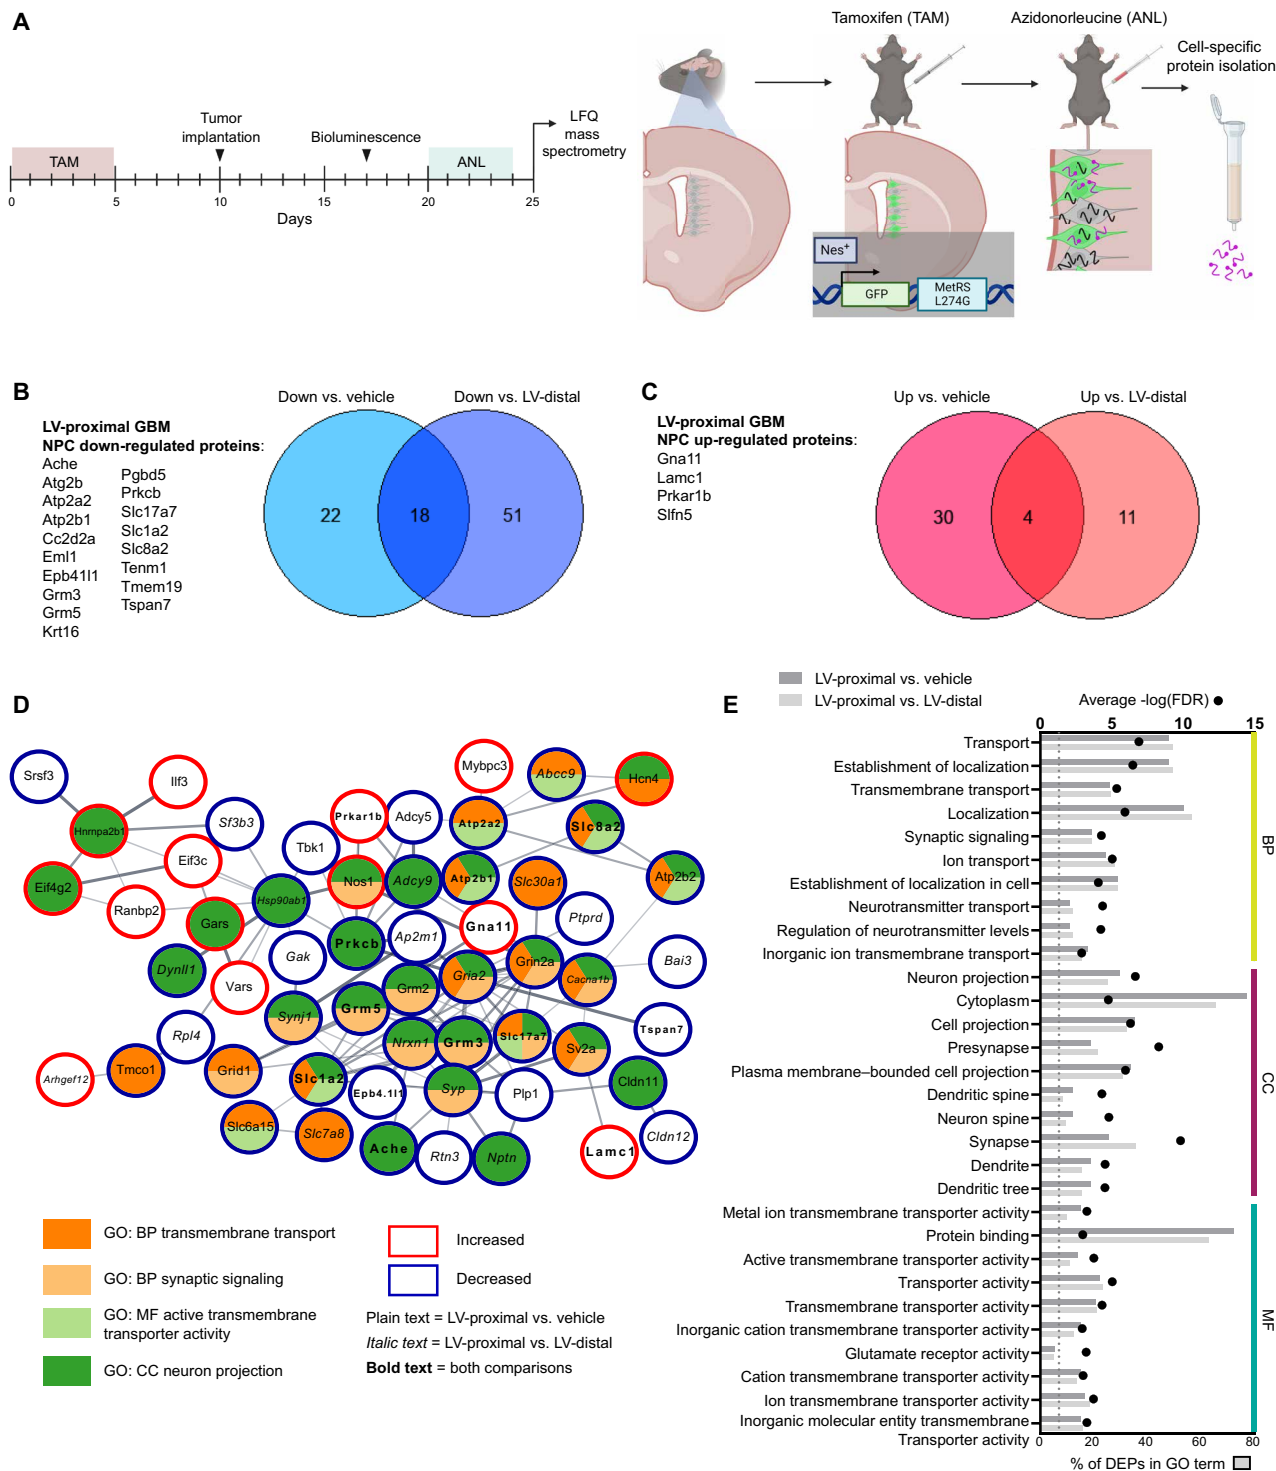 A
TAM
Tumor
implantation
Bioluminescence
ANL
LFQ
mass
spectrometry
0
5
10
15
20
25
Days
Tamoxifen (TAM)
Azidonorleucine (ANL)
Cell-specific
protein isolation
Nes+
GFP
MetRS
L274G
B
LV-proximal GBM
NPC down-regulated proteins:
Ache
Atg2b
Atp2a2
Atp2b1
Cc2d2a
Eml1
Epb41l1
Grm3
Grm5
Krt16
Pgbd5
Prkcb
Slc17a7
Slc1a2
Slc8a2
Tenm1
Tmem19
Tspan7
Down vs. vehicle
Down vs. LV-distal
22
18
51
C
LV-proximal GBM
NPC up-regulated proteins:
Gna11
Lamc1
Prkar1b
Slfn5
Up vs. vehicle
Up vs. LV-distal
30
4
11
D
Srsf3
Ilf3
Hnrnpa2b1
Sf3b3
Eif3c
Eif4g2
Ranbp2
Gars
Hsp90ab1
Tbk1
Dynll1
Vars
Gak
Rpl4
Synj1
Arhgef12
Tmco1
Grid1
Slc6a15
Slc7a8
Mybpc3
Abcc9
Hcn4
Prkar1b
Adcy5
Atp2a2
Slc8a2
Nos1
Adcy9
Atp2b1
Slc30a1
Atp2b2
Prkcb
Ap2m1
Gna11
Ptprd
Grm2
Gria2
Grin2a
Cacna1b
Bai3
Grm5
Nrxn1
Grm3
Slc17a7
Sv2a
Tspan7
Slc1a2
Epb4.1l1
Syp
Plp1
Cldn11
Ache
Rtn3
Nptn
Lamc1
Cldn12
GO: BP transmembrane transport
GO: BP synaptic signaling
GO: MF active transmembrane
transporter activity
GO: CC neuron projection
Increased
Decreased
Plain text = LV-proximal vs. vehicle
Italic text = LV-proximal vs. LV-distal
Bold text = both comparisons
E
LV-proximal vs. vehicle
LV-proximal vs. LV-distal
Average -log(FDR)
0
5
10
15
Transport
Establishment of localization
Transmembrane transport
Localization
Synaptic signaling
Ion transport
Establishment of localization in cell
Neurotransmitter transport
Regulation of neurotransmitter levels
Inorganic ion transmembrane transport
BP
Neuron projection
Cytoplasm
Cell projection
Presynapse
Plasma membrane–bounded cell projection
Dendritic spine
Neuron spine
Synapse
Dendrite
Dendritic tree
CC
Metal ion transmembrane transporter activity
Protein binding
Active transmembrane transporter activity
Transporter activity
Transmembrane transporter activity
Inorganic cation transmembrane transporter activity
Glutamate receptor activity
Cation transmembrane transporter activity
Ion transmembrane transporter activity
Inorganic molecular entity transmembrane
Transporter activity
MF
0
20
40
60
80
% of DEPs in GO term